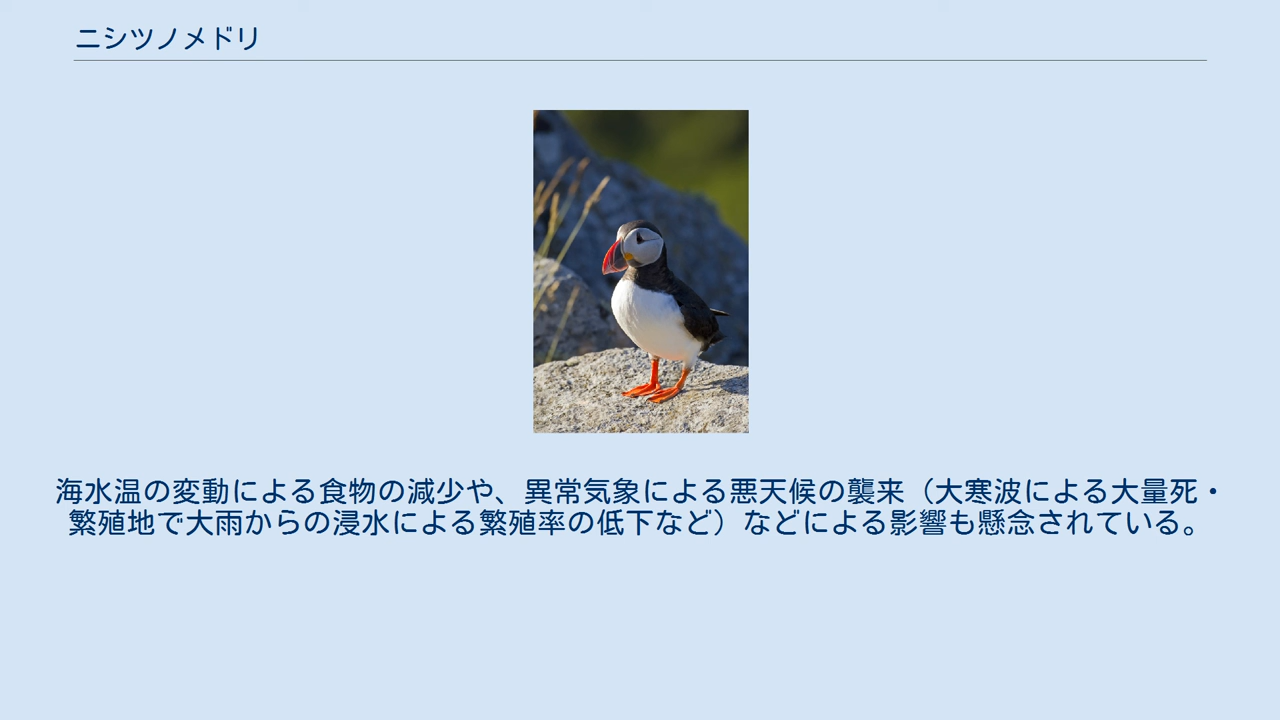 ニシツノメドリ
海水温の変動による食物の減少や、異常気象による悪天候の襲来（大寒波による大量死・
繁殖地で大雨からの浸水による繁殖率の低下など）などによる影響も懸念されている。